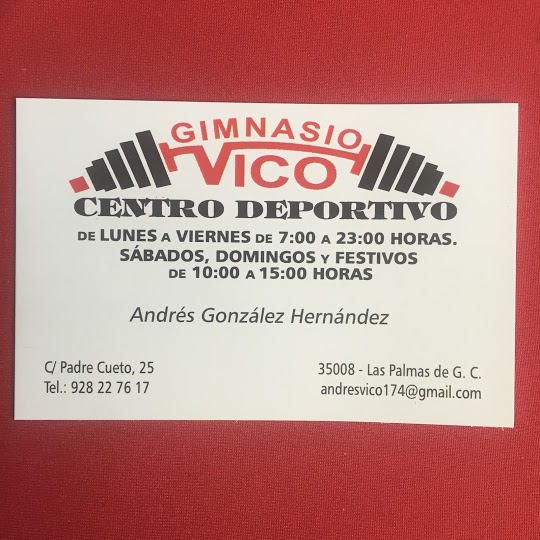 GIMNASIO
VICO
CENTRO DEPORTIVO
DE LUNES A VIERNES DE 7:00 A 23:00 HORAS.
SÁBADOS, DOMINGOS Y FESTIVOS
DE 10:00 A 15:00 HORAS
Andrés González Hernández
C/ Padre Cueto, 25
Tel.: 928 22 76 17
35008 - Las Palmas de G. C.
andresvico174@gmail.com